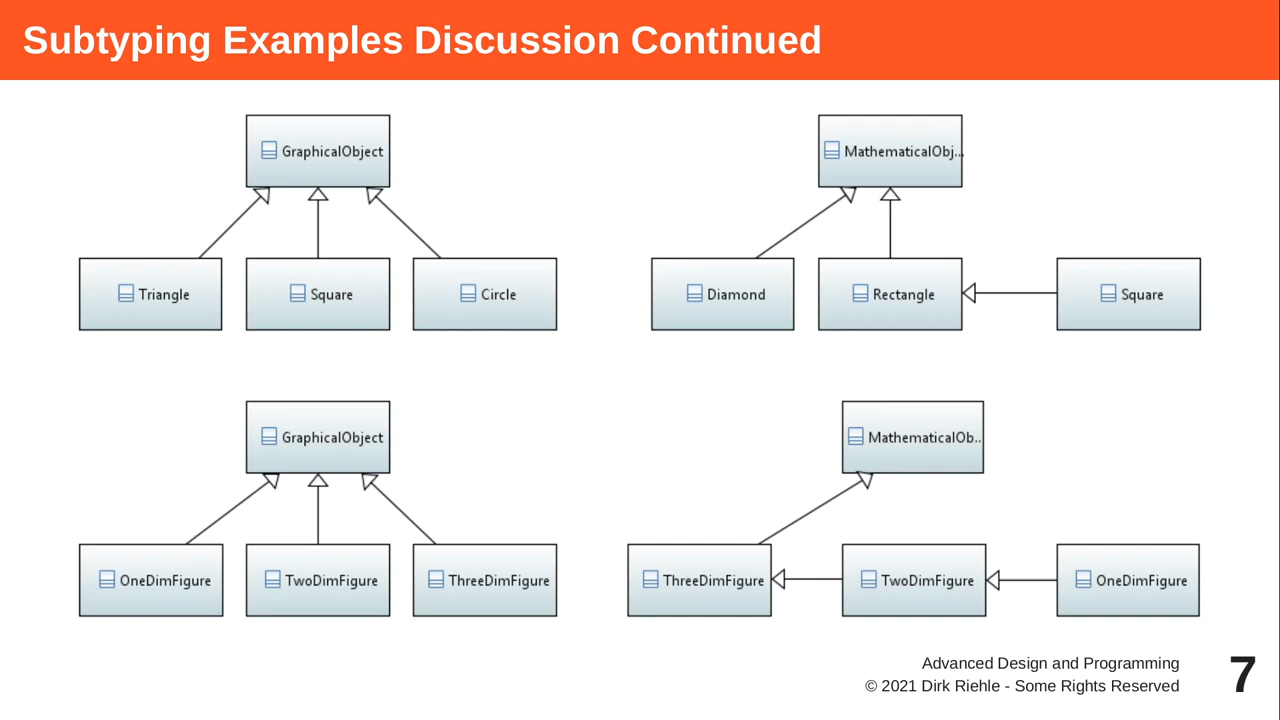 Subtyping Examples Discussion Continued
GraphicalObject
MathematicalObj...
Triangle
Square
Circle
Diamond
Rectangle
Square
GraphicalObject
MathematicalOb..
OneDimFigure
TwoDimFigure
ThreeDimFigure
ThreeDimFigure
TwoDimFigure
OneDimFigure
Advanced Design and Programming
© 2021 Dirk Riehle - Some Rights Reserved
7